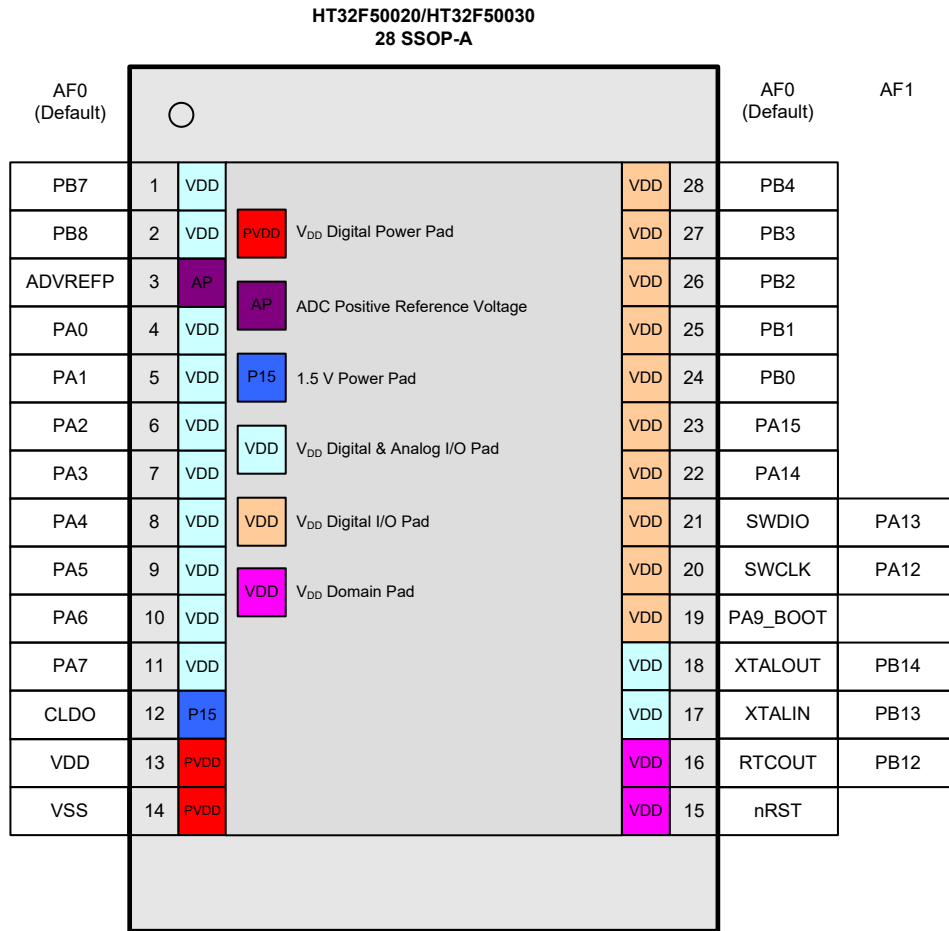 HT32F50020/HT32F50030
28 SSOP-A
AF0
(Default)
AF0
(Default)
AF1
PB7 1 VDD VDD 28 PB4
PB8 2 VDD VDD 27 PB3
PVDD VDD Digital Power Pad
ADVREFP 3 AP VDD 26 PB2
AP ADC Positive Reference Voltage
PA0 4 VDD VDD 25 PB1
PA1 5 VDD VDD 24 PB0
P15 1.5 V Power Pad
PA2 6 VDD VDD 23 PA15
VDD VDD Digital & Analog I/O Pad
PA3 7 VDD VDD 22 PA14
PA4 8 VDD VDD 21 SWDIO PA13
VDD VDD Digital I/O Pad
PA5 9 VDD VDD 20 SWCLK PA12
VDD VDD Domain Pad
PA6 10 VDD VDD 19 PA9_BOOT
PA7 11 VDD VDD 18 XTALOUT PB14
CLDO 12 P15 VDD 17 XTALIN PB13
VDD 13 PVDD VDD 16 RTCOUT PB12
VSS 14 PVDD VDD 15 nRST